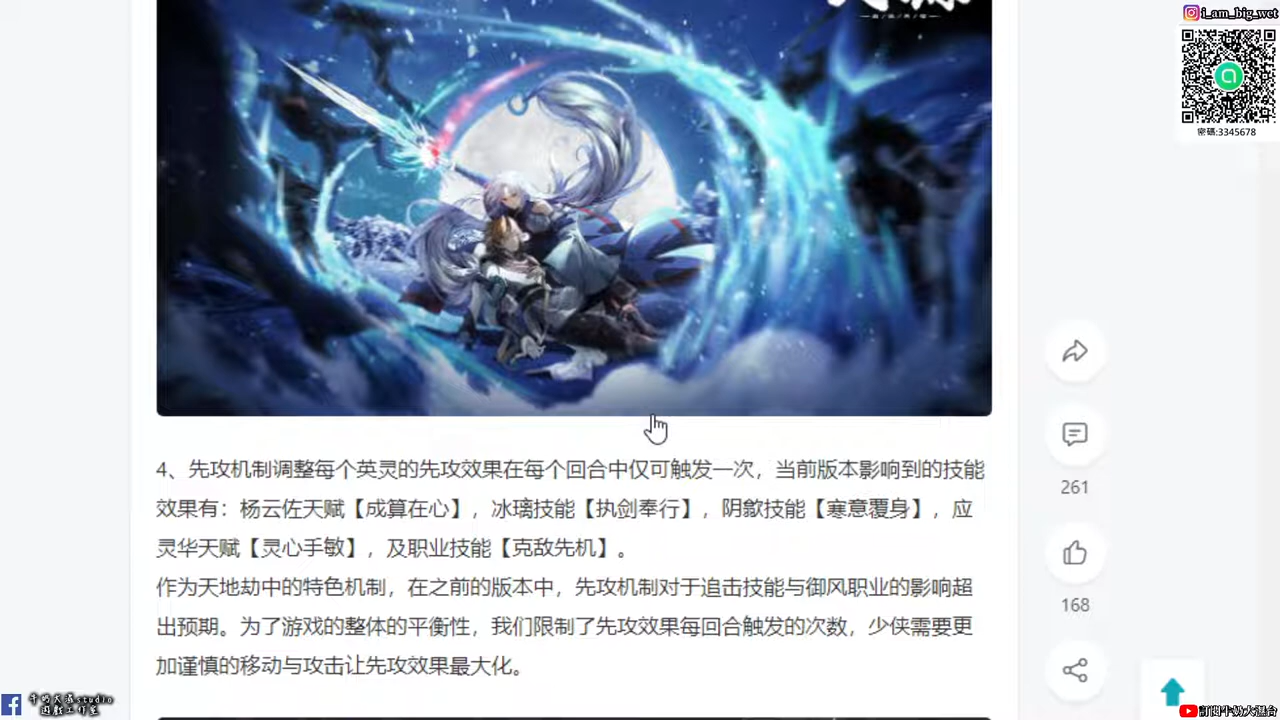 i_am_big_vet
密碼:3345678
4、先攻机制调整每个英灵的先攻效果在每个回合中仅可触发一次，当前版本影响到的技能
效果有：杨云佐天赋【成算在心】，冰璃技能【执剑奉行】，阴歙技能【寒意覆身】，应
灵华天赋【灵心手敏】，及职业技能【克敌先机】。
作为天地劫中的特色机制，在之前的版本中，先攻机制对于追击技能与御风职业的影响超
出预期。为了游戏的整体的平衡性，我们限制了先攻效果每回合触发的次数，少侠需要更
加谨慎的移动与攻击让先攻效果最大化。
261
168